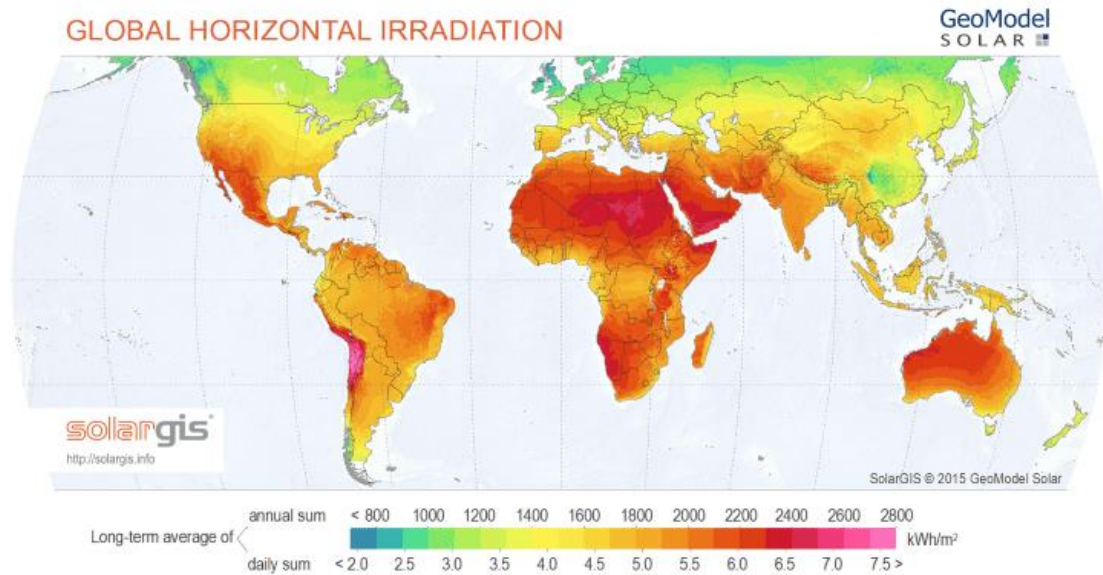 GLOBAL HORIZONTAL IRRADIATION
GeoModel
SOLAR
solargis
http://solargis.info
SolarGIS © 2015 GeoModel Solar
annual sum < 800 1000 1200 1400 1600 1800 2000 2200 2400 2600 2800
Long-term average of kWh/m²
daily sum < 2.0 2.5 3.0 3.5 4.0 4.5 5.0 5.5 6.0 6.5 7.0 7.5 >